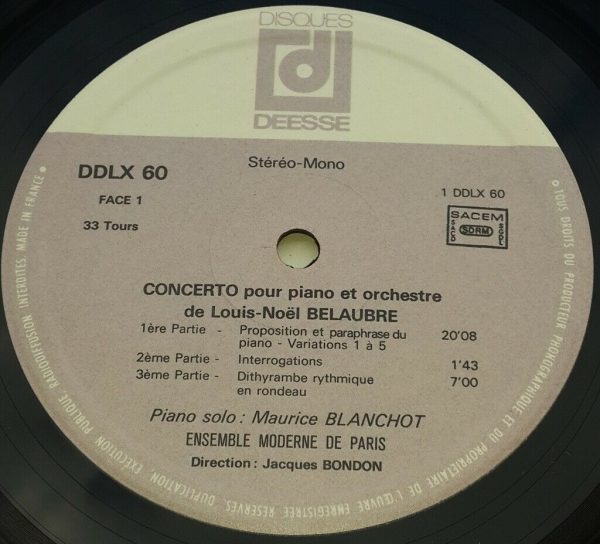 DISQUES
DEESSE
Stéréo-Mono
DDLX 60
1 DDLX 60
FACE 1
33 Tours
SACEM
SACD
SDRM
SGDL
CONCERTO pour piano et orchestre
de Louis-Noël BELAUBRE
1ère Partie - Proposition et paraphrase du
piano - Variations 1 à 5 20'08
2ème Partie - Interrogations 1'43
3ème Partie - Dithyrambe rythmique 7'00
en rondeau
Piano solo : Maurice BLANCHOT
ENSEMBLE MODERNE DE PARIS
Direction : Jacques BONDON
• TOUS DROITS DU PRODUCTEUR PHONOGRAPHIQUE ET DU PROPRIETAIRE DE L'ŒUVRE ENREGISTREE RESERVES. DUPLICATION, EXECUTION PUBLIQUE RADIODIFFUSION INTERDITES. MADE IN FRANCE •